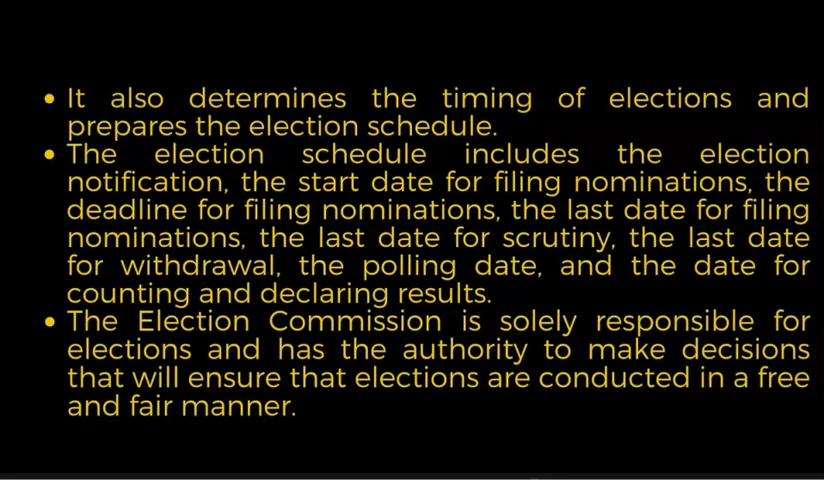 • It also determines the timing of elections and
prepares the election schedule.
• The election schedule includes the election
notification, the start date for filing nominations, the
deadline for filing nominations, the last date for filing
nominations, the last date for scrutiny, the last date
for withdrawal, the polling date, and the date for
counting and declaring results.
• The Election Commission is solely responsible for
elections and has the authority to make decisions
that will ensure that elections are conducted in a free
and fair manner.